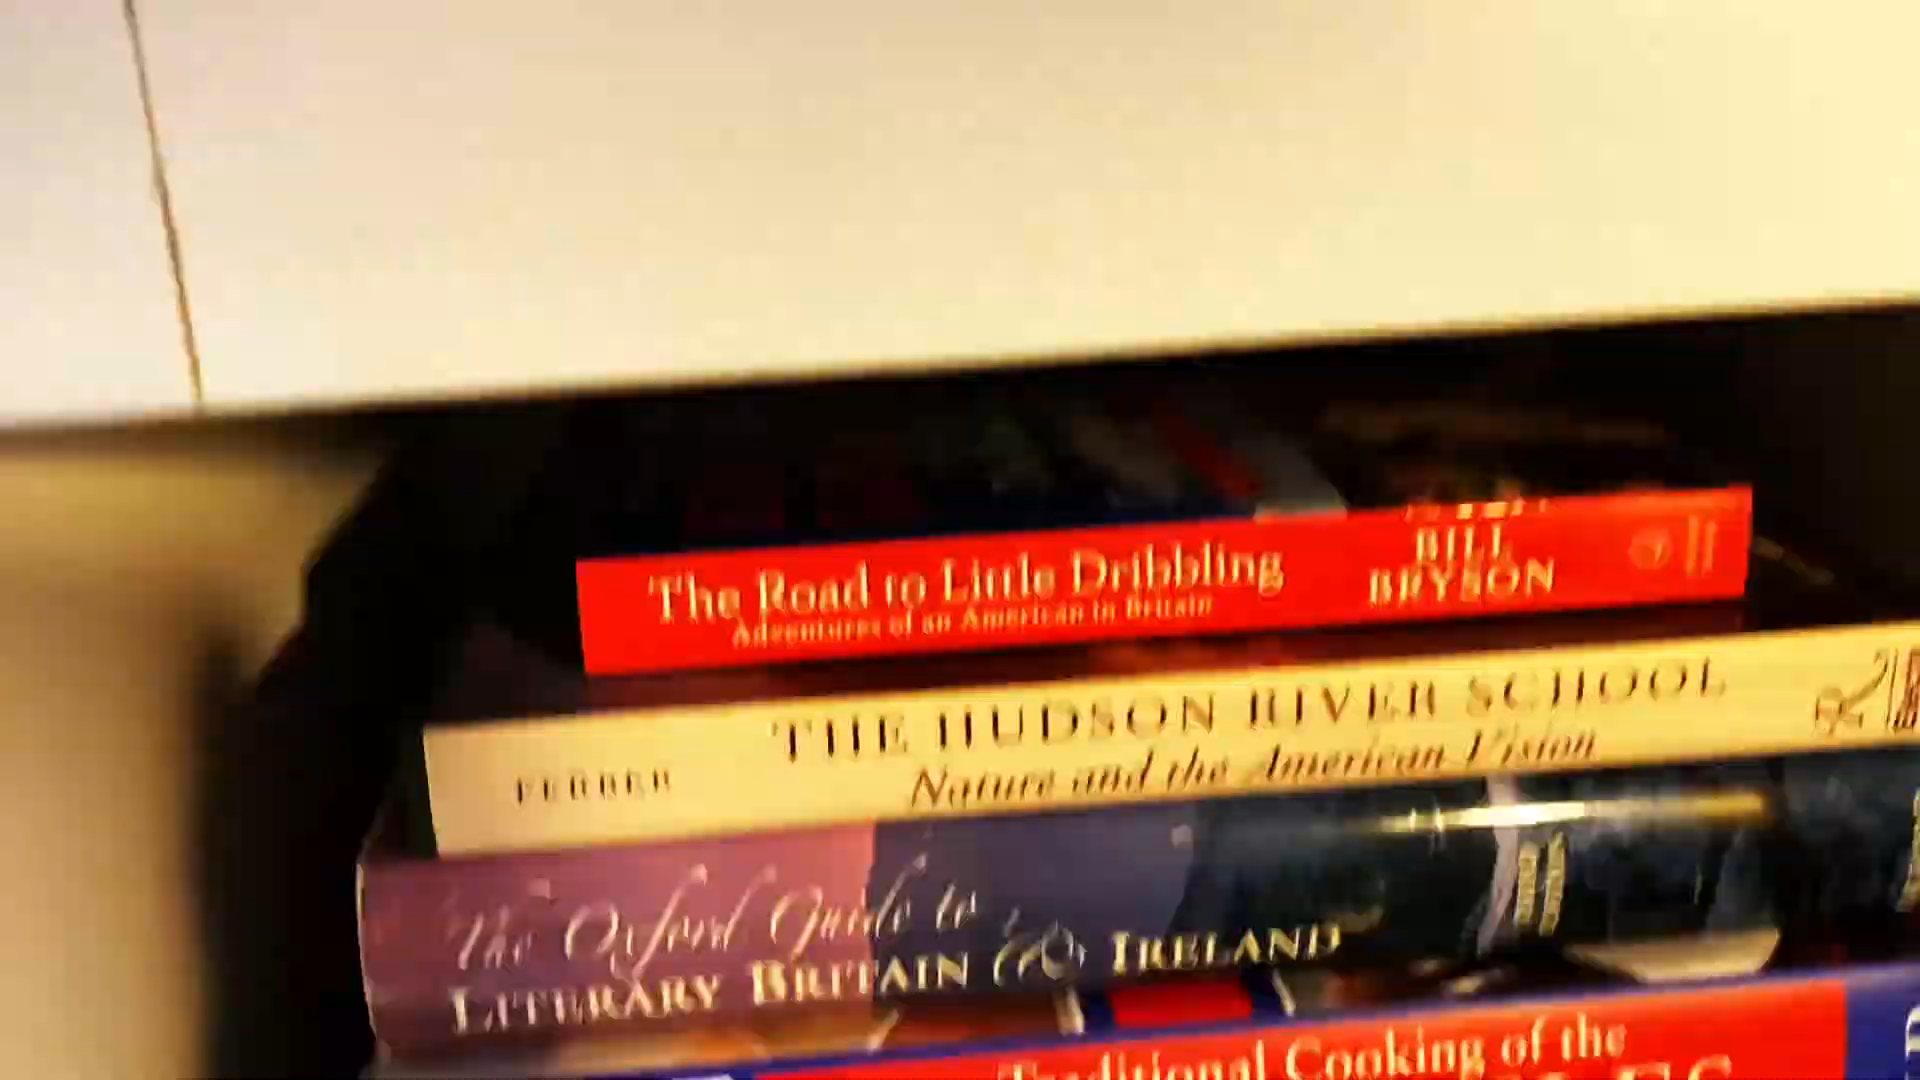 The Road to Little Dribbling
Adventures of an American in Britain
BILL
BRYSON
FERBER
THE HUDSON RIVER SCHOOL
Nature and the American Vision
The Oxford Guide to
LITERARY BRITAIN & IRELAND
Traditional Cooking of the